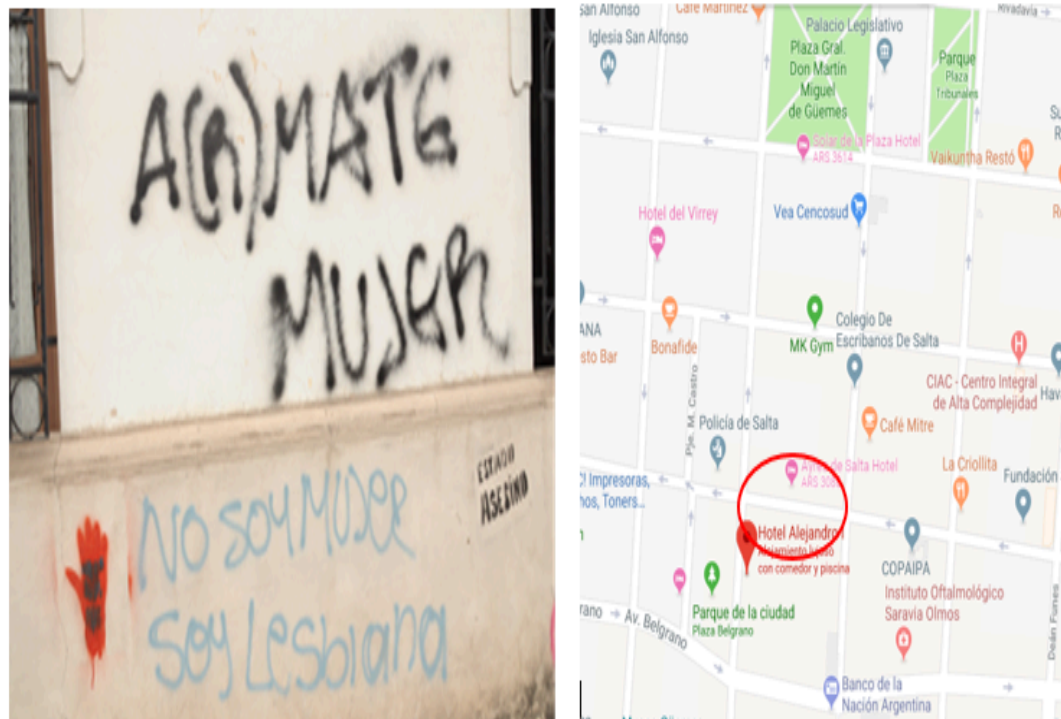 A(R)MATE
MUJER
NO SOY MUJER
SOY LESBIANA
ESTADO
ASESINO
San Alfonso
Café Martínez
Rivadavia
Iglesia San Alfonso
Palacio Legislativo
Plaza Gral.
Don Martín
Miguel
de Güemes
Parque
Plaza
Tribunales
Solar de la Plaza Hotel
ARS 3614
Vaikuntha Restó
Hotel del Virrey
Vea Cencosud
Bonafide
MK Gym
Colegio De
Escribanos De Salta
CIAC - Centro Integral
de Alta Complejidad
Pje. M. Castro
Policía de Salta
Café Mitre
Ayres de Salta Hotel
ARS 308
La Criollita
Fundación
Impresoras,
Toners...
Hotel Alejandro I
Alojamiento lujoso
con comedor y piscina
COPAIPA
Instituto Oftalmológico
Saravia Olmos
Parque de la ciudad
Plaza Belgrano
Av. Belgrano
Deán Funes
Banco de la
Nación Argentina